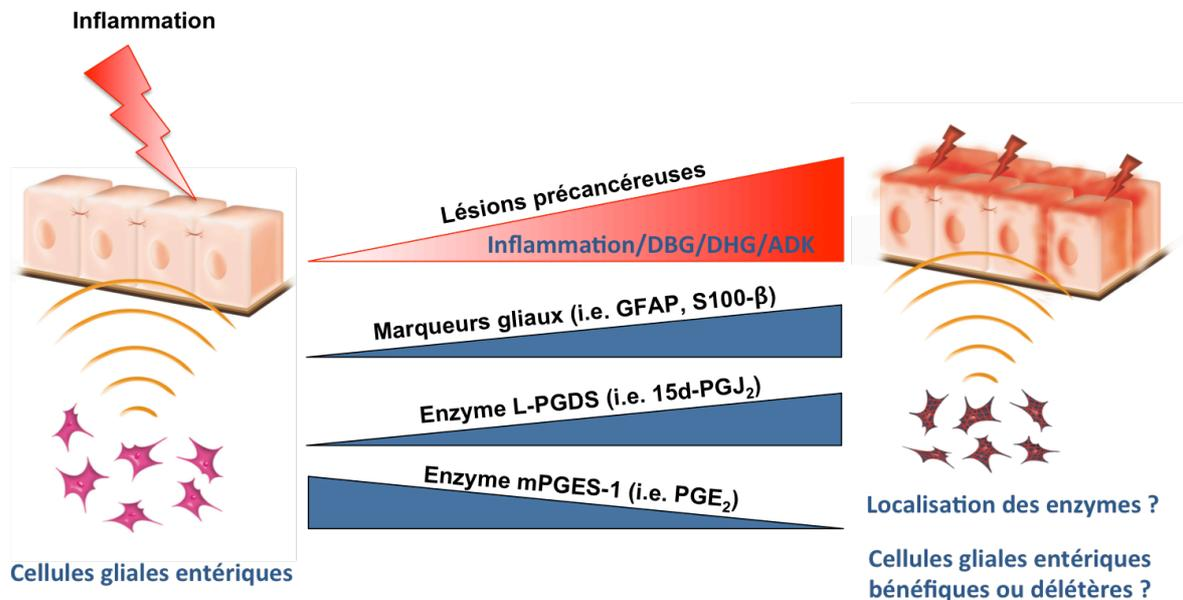 Inflammation
Lésions précancéreuses
Inflammation/DBG/DHG/ADK
Marqueurs gliaux (i.e. GFAP, S100-β)
Enzyme L-PGDS (i.e. 15d-PGJ₂)
Enzyme mPGES-1 (i.e. PGE₂)
Cellules gliales entériques
Localisation des enzymes ?
Cellules gliales entériques
bénéfiques ou délétères ?